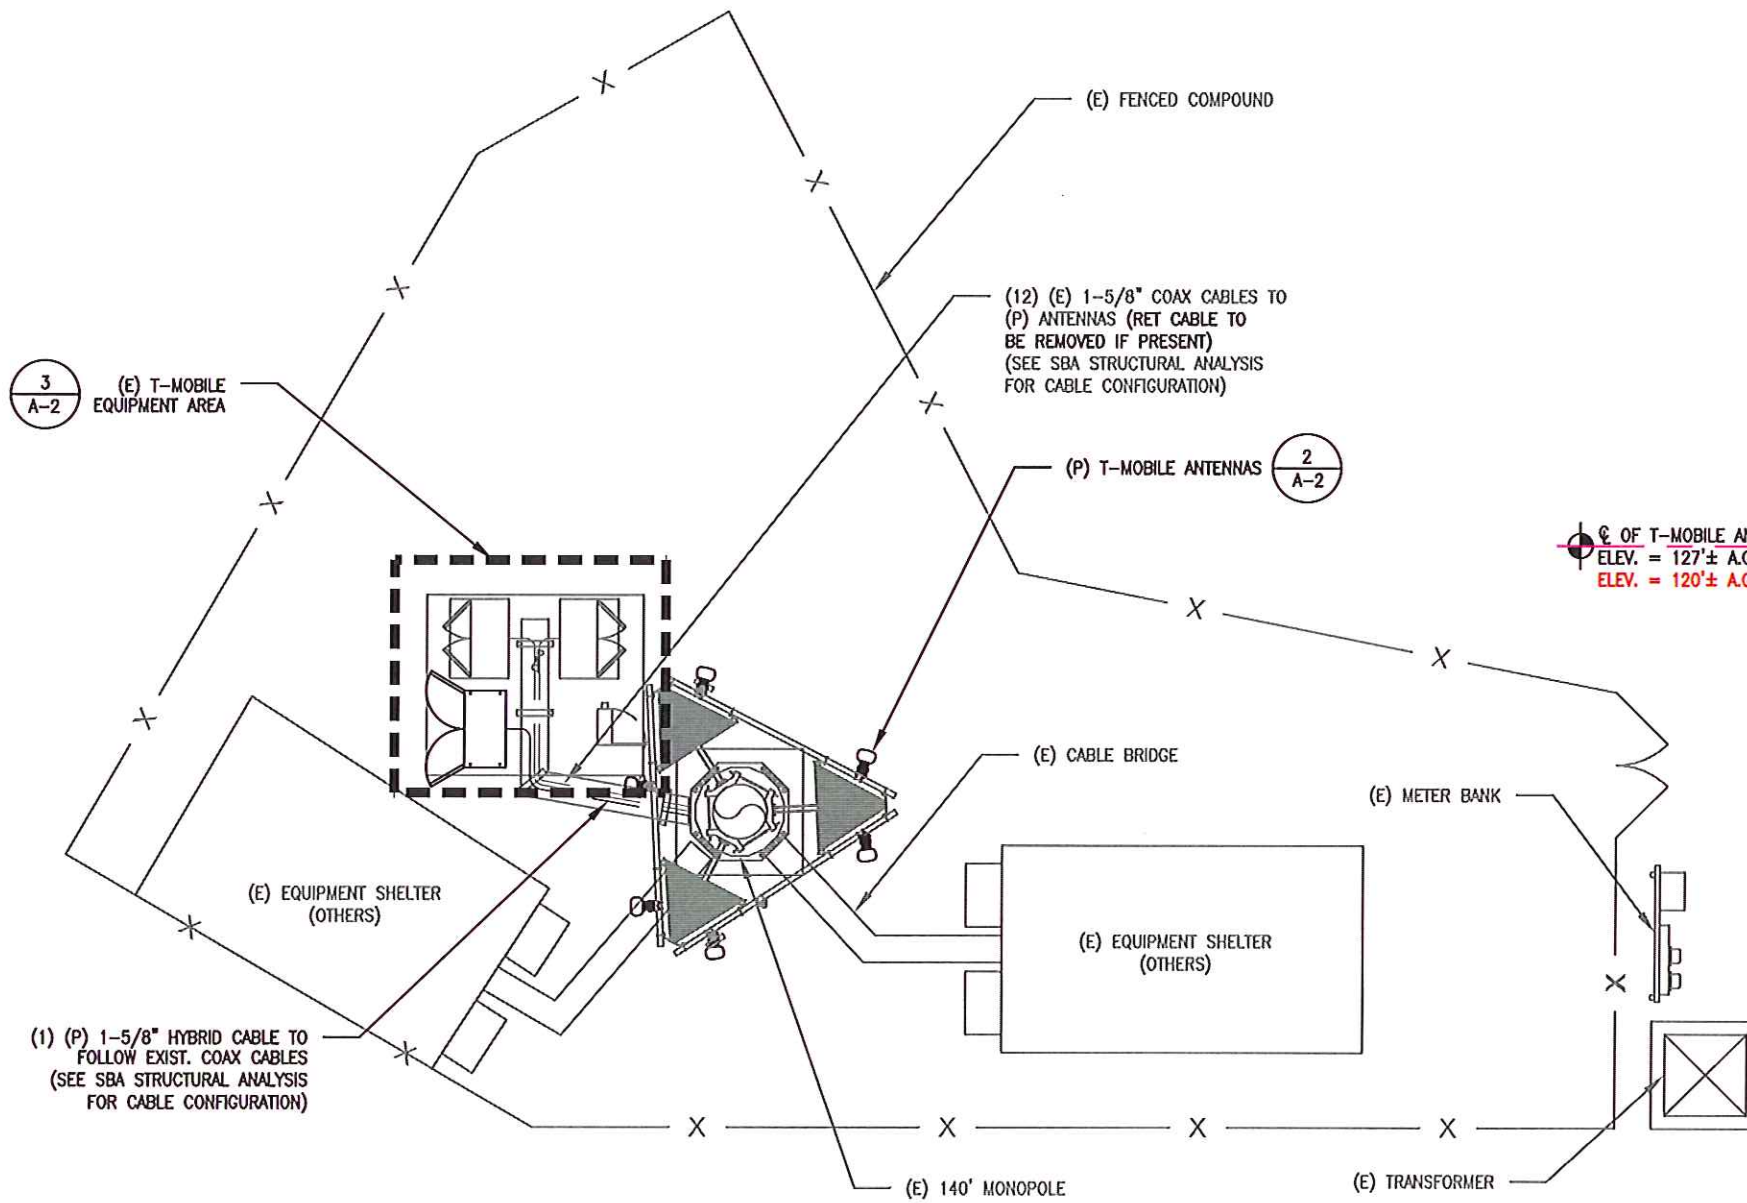 (E) FENCED COMPOUND
(12) (E) 1-5/8" COAX CABLES TO
(P) ANTENNAS (RET CABLE TO
BE REMOVED IF PRESENT)
(SEE SBA STRUCTURAL ANALYSIS
FOR CABLE CONFIGURATION)
3
A-2
(E) T-MOBILE
EQUIPMENT AREA
(P) T-MOBILE ANTENNAS
2
A-2
℄ OF T-MOBILE
ELEV. = 127'±
ELEV. = 120'±
(E) CABLE BRIDGE
(E) METER BANK
(E) EQUIPMENT SHELTER
(OTHERS)
(E) EQUIPMENT SHELTER
(OTHERS)
(1) (P) 1-5/8" HYBRID CABLE TO
FOLLOW EXIST. COAX CABLES
(SEE SBA STRUCTURAL ANALYSIS
FOR CABLE CONFIGURATION)
(E) 140' MONOPOLE
(E) TRANSFORMER